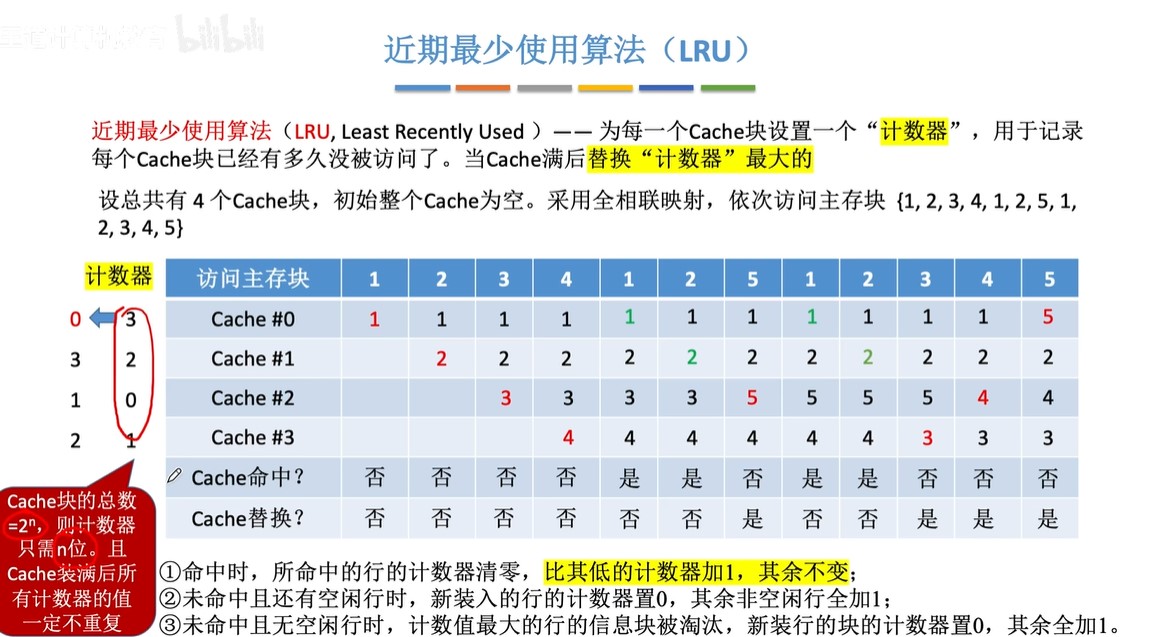 bilibili
近期最少使用算法（LRU）
近期最少使用算法（LRU, Least Recently Used ）—— 为每一个Cache块设置一个“计数器”，用于记录
每个Cache块已经有多久没被访问了。当Cache满后替换“计数器”最大的
设总共有 4 个Cache块，初始整个Cache为空。采用全相联映射，依次访问主存块 {1, 2, 3, 4, 1, 2, 5, 1,
2, 3, 4, 5}
计数器 访问主存块 1 2 3 4 1 2 5 1 2 3 4 5
0 3 Cache #0 1 1 1 1 1 1 1 1 1 1 1 5
3 2 Cache #1 2 2 2 2 2 2 2 2 2 2 2
1 0 Cache #2 3 3 3 3 5 5 5 5 4 4
2 1 Cache #3 4 4 4 4 4 4 3 3 3
Cache命中？ 否 否 否 否 是 是 否 是 是 否 否 否
Cache替换？ 否 否 否 否 否 否 是 否 否 是 是 是
Cache块的总数
=2ⁿ，则计数器
只需n位。且
Cache装满后所
有计数器的值
一定不重复
①命中时，所命中的行的计数器清零，比其低的计数器加1，其余不变；
②未命中且还有空闲行时，新装入的行的计数器置0，其余非空闲行全加1；
③未命中且无空闲行时，计数值最大的行的信息块被淘汰，新装行的块的计数器置0，其余全加1。